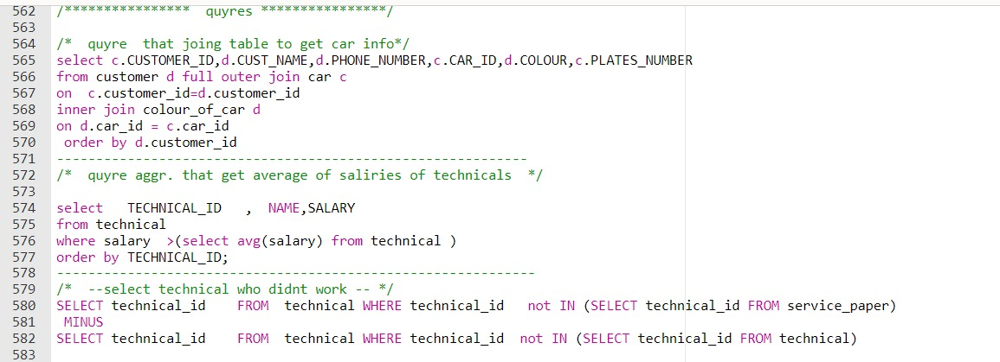 562 /**************** quyres ****************/
563
564 /* quyre that joing table to get car info*/
565 select c.CUSTOMER_ID,d.CUST_NAME,d.PHONE_NUMBER,c.CAR_ID,d.COLOUR,c.PLATES_NUMBER
566 from customer d full outer join car c
567 on c.customer_id=d.customer_id
568 inner join colour_of_car d
569 on d.car_id = c.car_id
570 order by d.customer_id
571 ------------------------------------------------------------
572 /* quyre aggr. that get average of saliries of technicals */
573
574 select TECHNICAL_ID , NAME,SALARY
575 from technical
576 where salary >(select avg(salary) from technical )
577 order by TECHNICAL_ID;
578 -------------------------------------------------------------
579 /* --select technical who didnt work -- */
580 SELECT technical_id FROM technical WHERE technical_id not IN (SELECT technical_id FROM service_paper)
581 MINUS
582 SELECT technical_id FROM technical WHERE technical_id not IN (SELECT technical_id FROM technical)
583